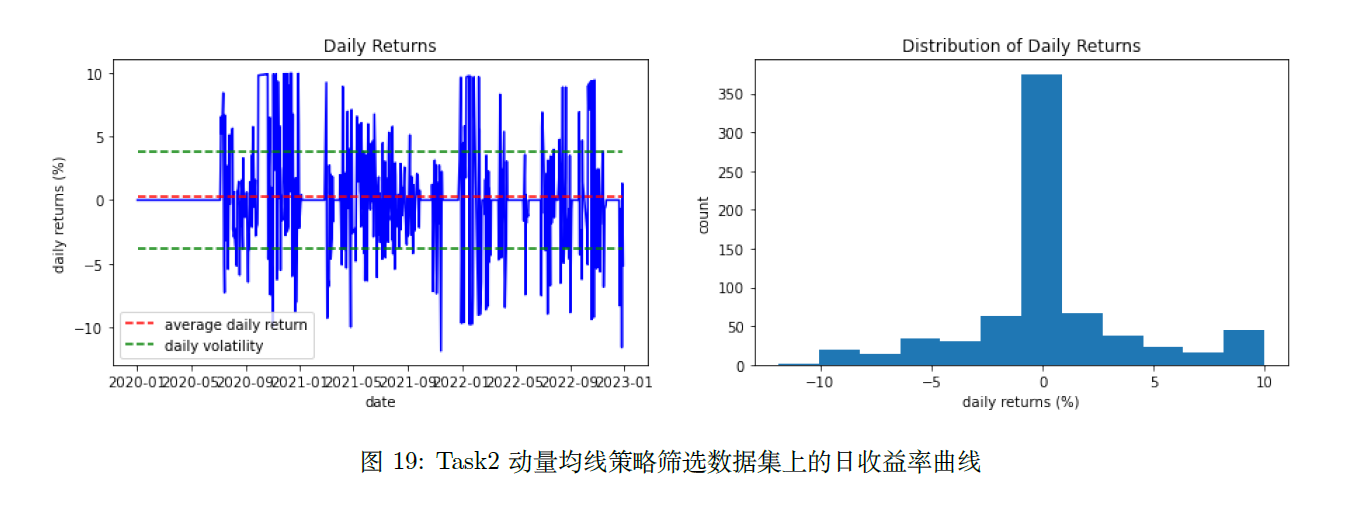 Daily Returns
10
5
0
−5
−10
daily returns (%)
average daily return
daily volatility
2020-01 2020-05 2020-09 2021-01 2021-05 2021-09 2022-01 2022-05 2022-09 2023-01
date
Distribution of Daily Returns
350
300
250
200
150
100
50
0
count
−10 −5 0 5 10
daily returns (%)
图 19: Task2 动量均线策略筛选数据集上的日收益率曲线